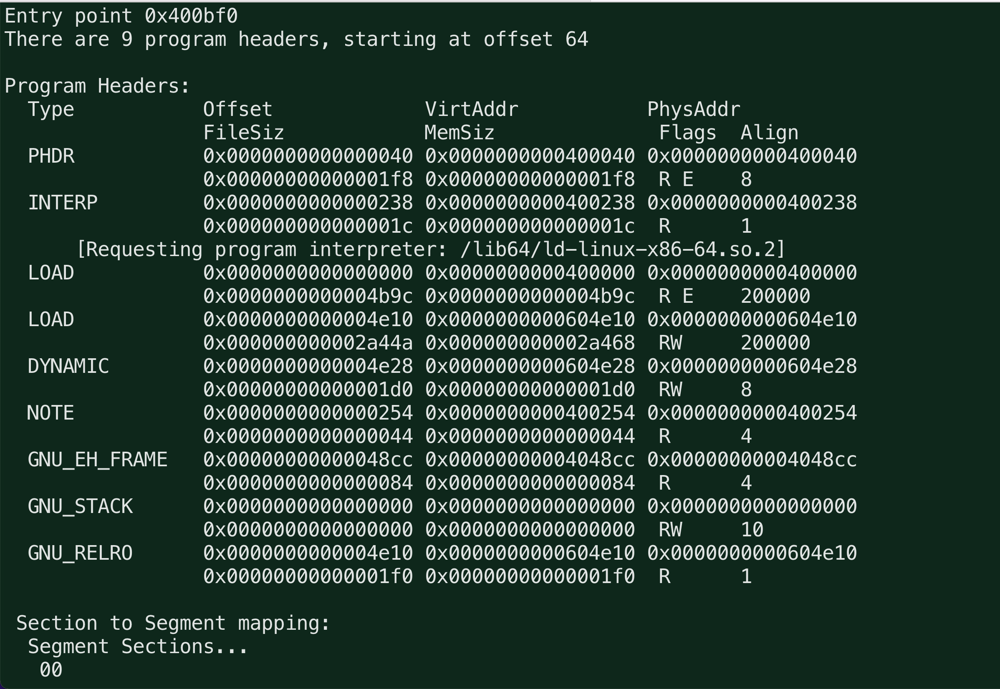 Entry point 0x400bf0
There are 9 program headers, starting at offset 64

Program Headers:
  Type           Offset             VirtAddr           PhysAddr
                 FileSiz            MemSiz              Flags  Align
  PHDR           0x0000000000000040 0x0000000000400040 0x0000000000400040
                 0x00000000000001f8 0x00000000000001f8  R E    8
  INTERP         0x0000000000000238 0x0000000000400238 0x0000000000400238
                 0x000000000000001c 0x000000000000001c  R      1
      [Requesting program interpreter: /lib64/ld-linux-x86-64.so.2]
  LOAD           0x0000000000000000 0x0000000000400000 0x0000000000400000
                 0x0000000000004b9c 0x0000000000004b9c  R E    200000
  LOAD           0x0000000000004e10 0x0000000000604e10 0x0000000000604e10
                 0x000000000002a44a 0x000000000002a468  RW     200000
  DYNAMIC        0x0000000000004e28 0x0000000000604e28 0x0000000000604e28
                 0x00000000000001d0 0x00000000000001d0  RW     8
  NOTE           0x0000000000000254 0x0000000000400254 0x0000000000400254
                 0x0000000000000044 0x0000000000000044  R      4
  GNU_EH_FRAME   0x00000000000048cc 0x00000000004048cc 0x00000000004048cc
                 0x0000000000000084 0x0000000000000084  R      4
  GNU_STACK      0x0000000000000000 0x0000000000000000 0x0000000000000000
                 0x0000000000000000 0x0000000000000000  RW     10
  GNU_RELRO      0x0000000000004e10 0x0000000000604e10 0x0000000000604e10
                 0x00000000000001f0 0x00000000000001f0  R      1

 Section to Segment mapping:
  Segment Sections...
   00